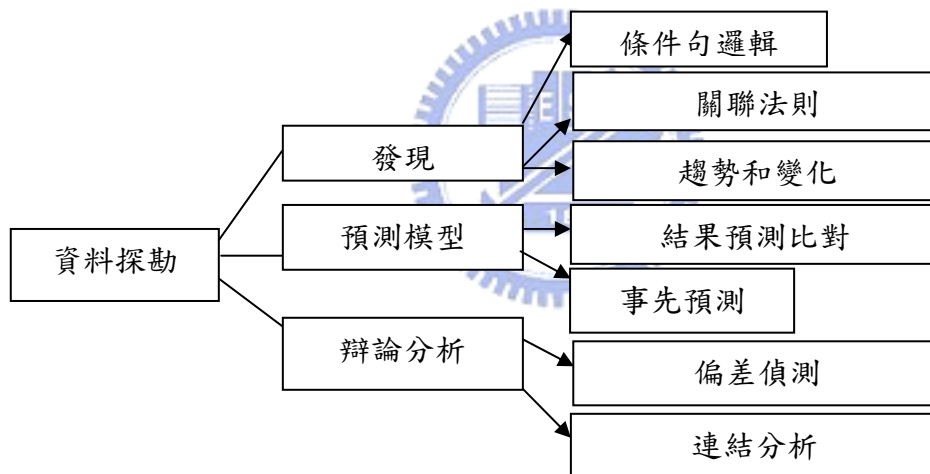 條件句邏輯
關聯法則
發現
趨勢和變化
預測模型
結果預測比對
資料探勘
事先預測
辯論分析
偏差偵測
連結分析